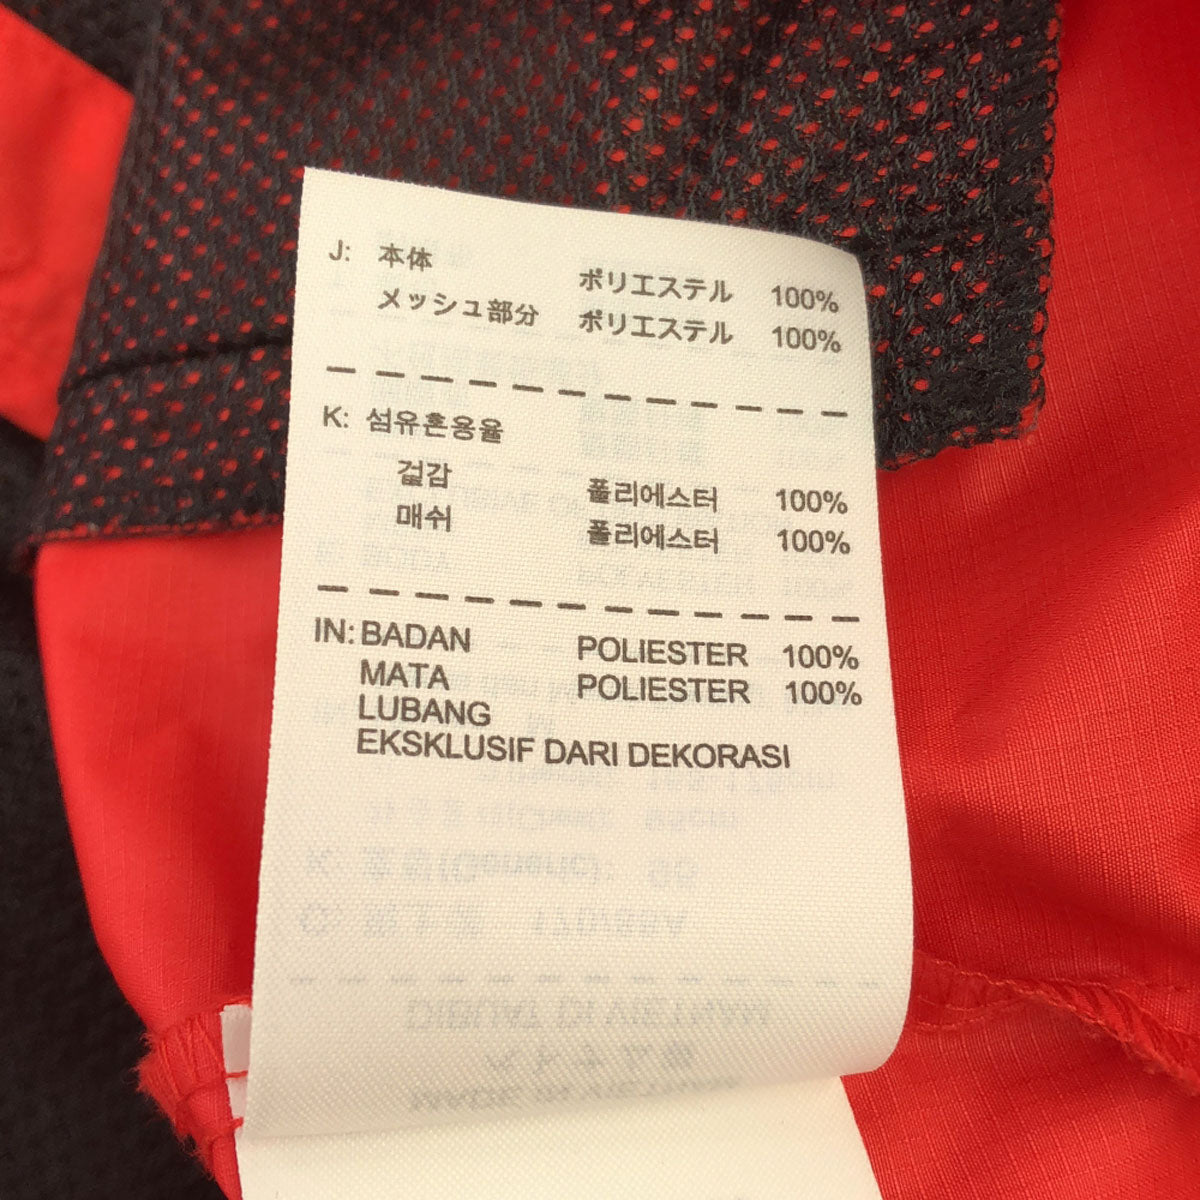 J: 本体 ポリエステル 100%
メッシュ部分 ポリエステル 100%
K: 섬유혼용율
겉감 폴리에스터 100%
매쉬 폴리에스터 100%
IN: BADAN POLIESTER 100%
MATA POLIESTER 100%
LUBANG
EKSKLUSIF DARI DEKORASI